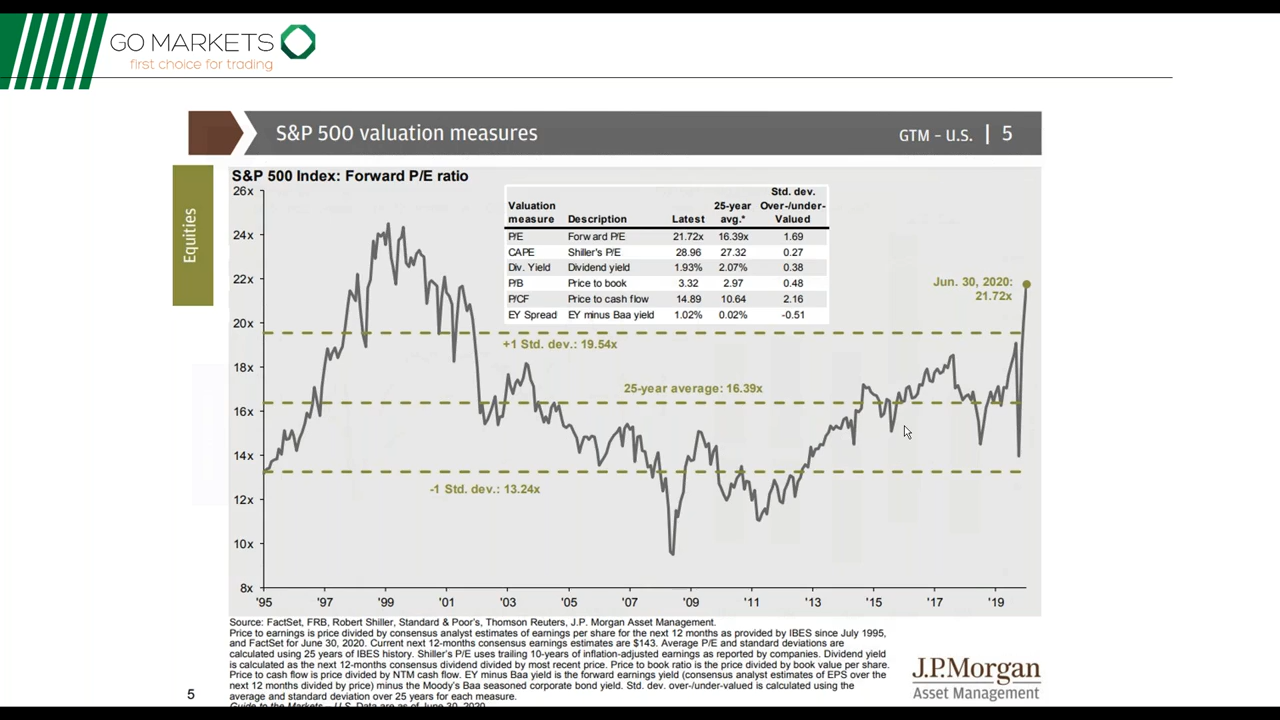 GO MARKETS
first choice for trading
S&P 500 valuation measures
GTM – U.S. | 5
Equities
S&P 500 Index: Forward P/E ratio
26x
24x
22x
20x
18x
16x
14x
12x
10x
8x
Valuation measure Description Latest 25-year avg.* Std. dev. Over-/under-Valued
P/E Forward P/E 21.72x 16.39x 1.69
CAPE Shiller's P/E 28.96 27.32 0.27
Div. Yield Dividend yield 1.93% 2.07% 0.38
P/B Price to book 3.32 2.97 0.48
P/CF Price to cash flow 14.89 10.64 2.16
EY Spread EY minus Baa yield 1.02% 0.02% -0.51
Jun. 30, 2020:
21.72x
+1 Std. dev.: 19.54x
25-year average: 16.39x
-1 Std. dev.: 13.24x
'95 '97 '99 '01 '03 '05 '07 '09 '11 '13 '15 '17 '19
Source: FactSet, FRB, Robert Shiller, Standard & Poor's, Thomson Reuters, J.P. Morgan Asset Management.
Price to earnings is price divided by consensus analyst estimates of earnings per share for the next 12 months as provided by IBES since July 1995,
and FactSet for June 30, 2020. Current next 12-months consensus earnings estimates are $143. Average P/E and standard deviations are
calculated using 25 years of IBES history. Shiller's P/E uses trailing 10-years of inflation-adjusted earnings as reported by companies. Dividend yield
is calculated as the next 12-months consensus dividend divided by most recent price. Price to book ratio is the price divided by book value per share.
Price to cash flow is price divided by NTM cash flow. EY minus Baa yield is the forward earnings yield (consensus analyst estimates of EPS over the
next 12 months divided by price) minus the Moody's Baa seasoned corporate bond yield. Std. dev. over-/under-valued is calculated using the
average and standard deviation over 25 years for each measure.
Guide to the Markets – U.S. Data are as of June 30, 2020
J.P.Morgan
Asset Management
5